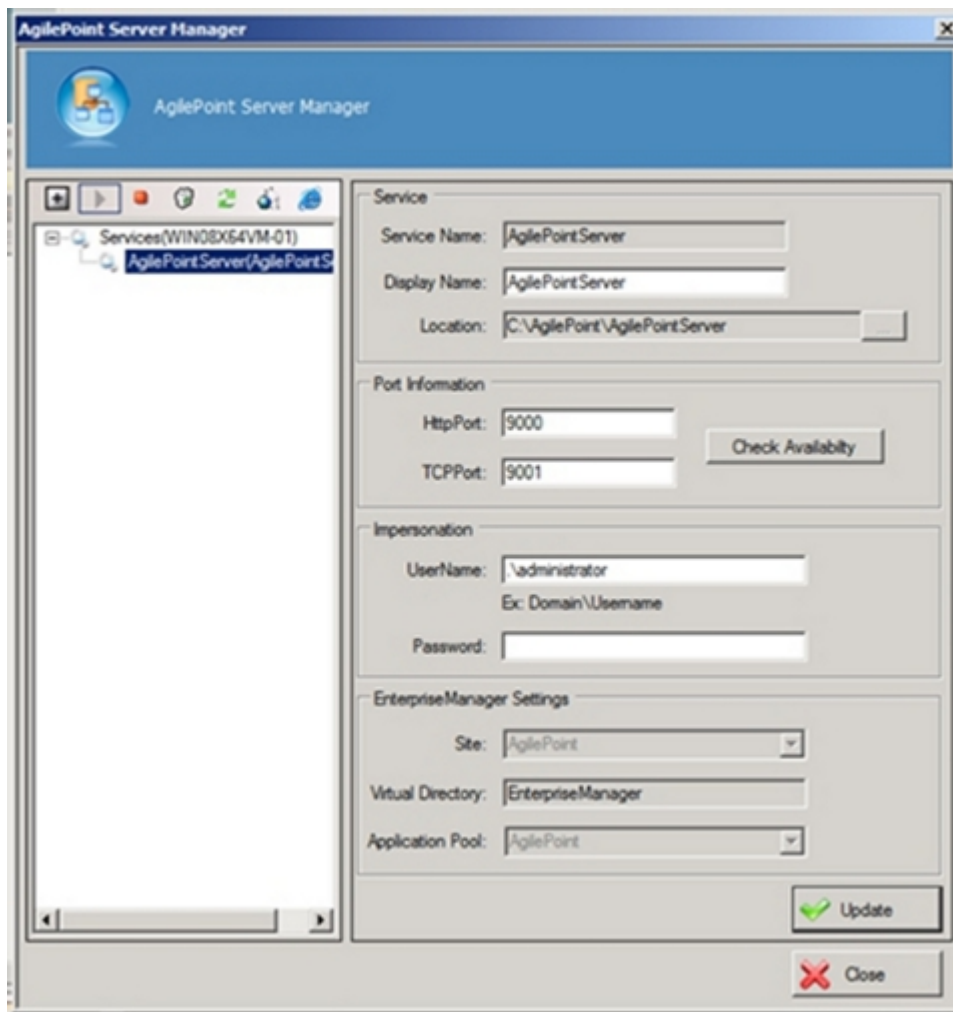 AgilePoint Server Manager
AgilePoint Server Manager
Services(WIN08X64VM-01)
AgilePointServer(AgilePointS
Service
Service Name: AgilePointServer
Display Name: AgilePointServer
Location: C:\AgilePoint\AgilePointServer ...
Port Information
HttpPort: 9000
Check Availabilty
TCPPort: 9001
Impersonation
UserName: .\administrator
Ex: Domain\Username
Password:
EnterpriseManager Settings
Site: AgilePoint
Virtual Directory: EnterpriseManager
Application Pool: AgilePoint
Update
Close